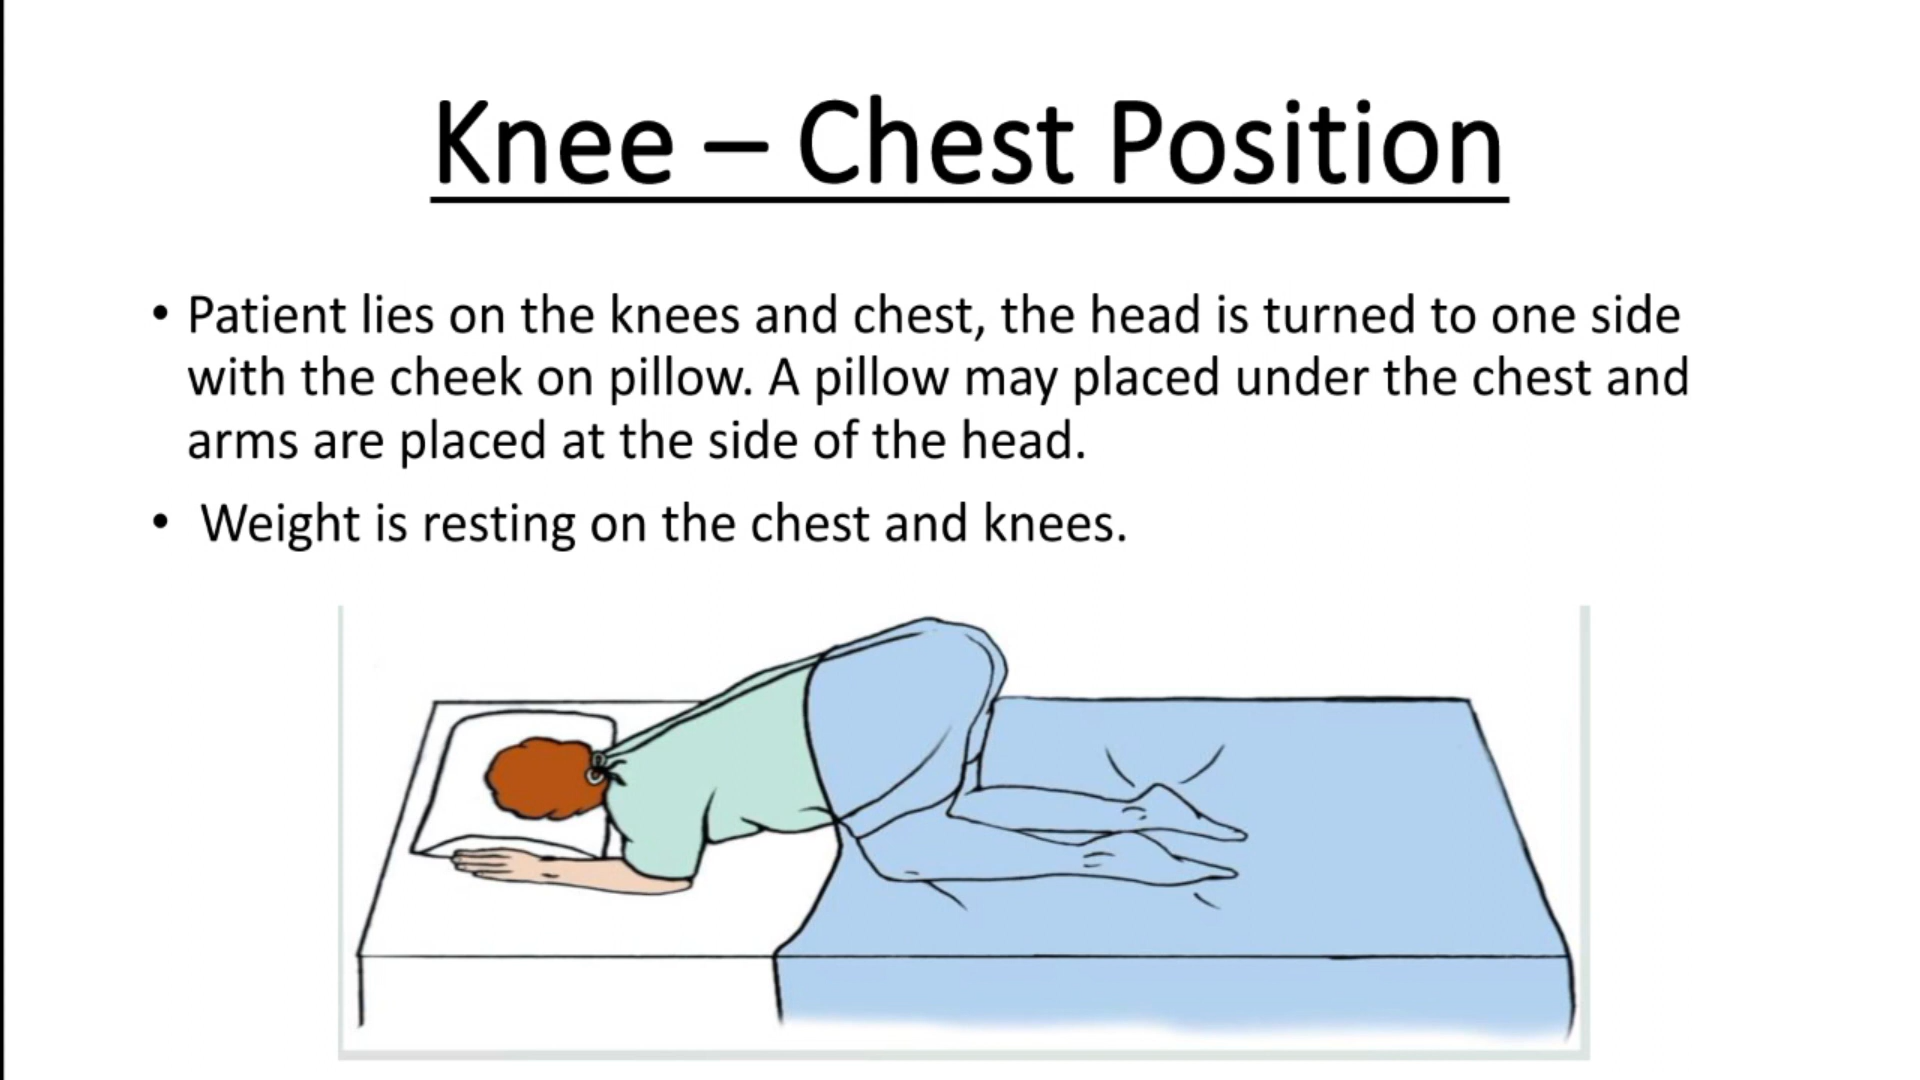 Knee – Chest Position
• Patient lies on the knees and chest, the head is turned to one side
with the cheek on pillow. A pillow may placed under the chest and
arms are placed at the side of the head.
• Weight is resting on the chest and knees.